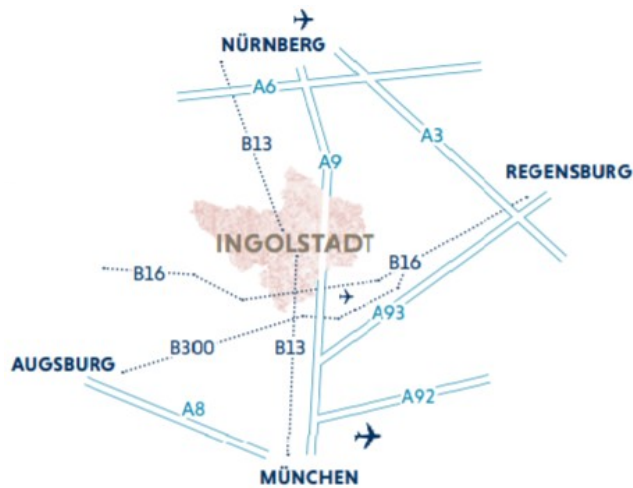 NÜRNBERG
A6
B13
A3
A9
REGENSBURG
INGOLSTADT
B16
B16
A93
B300
B13
AUGSBURG
A92
A8
MÜNCHEN